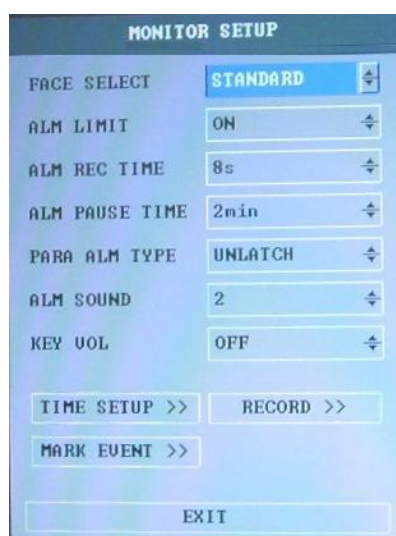 MONITOR SETUP
FACE SELECT STANDARD
ALM LIMIT ON
ALM REC TIME 8s
ALM PAUSE TIME 2min
PARA ALM TYPE UNLATCH
ALM SOUND 2
KEY VOL OFF
TIME SETUP >> RECORD >>
MARK EVENT >>
EXIT